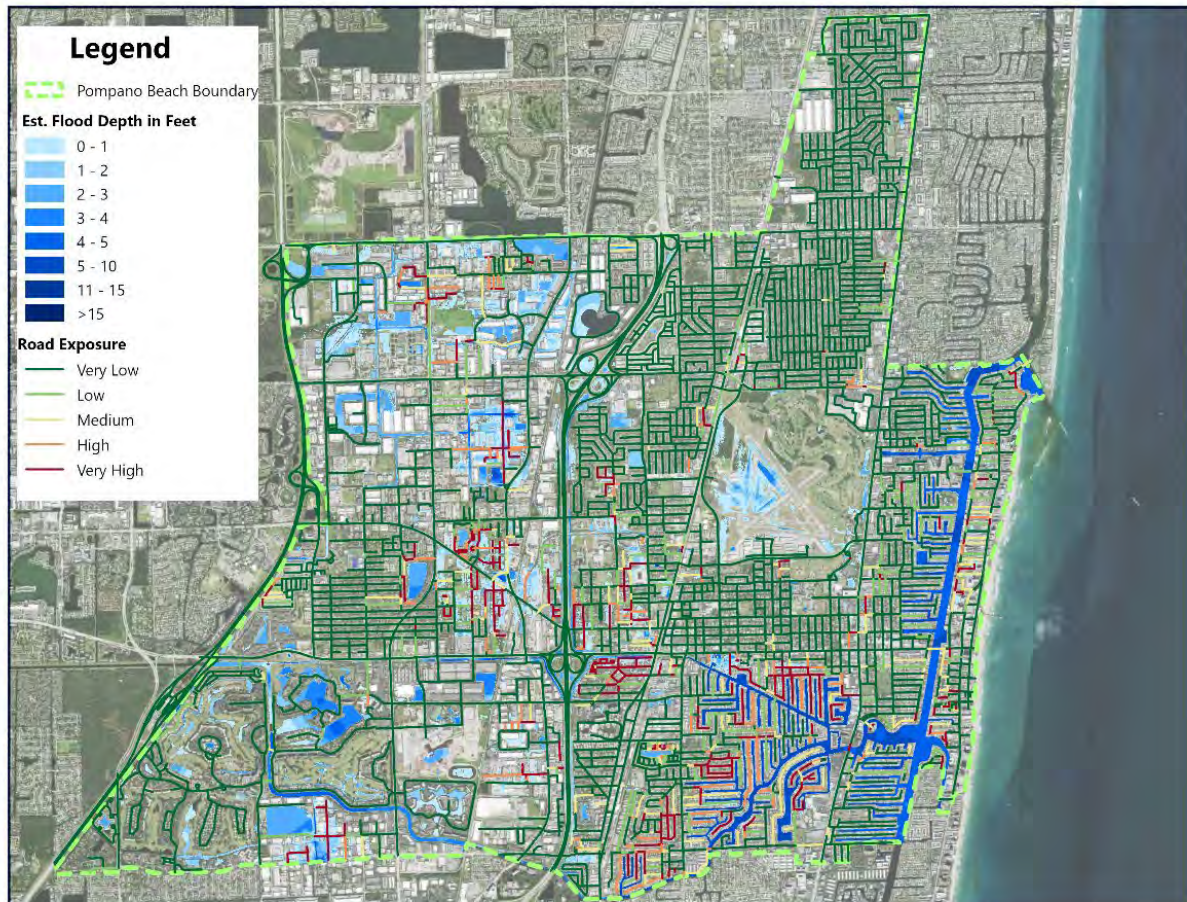 Legend
Pompano Beach Boundary
Est. Flood Depth in Feet
0 - 1
1 - 2
2 - 3
3 - 4
4 - 5
5 - 10
11 - 15
>15
Road Exposure
Very Low
Low
Medium
High
Very High